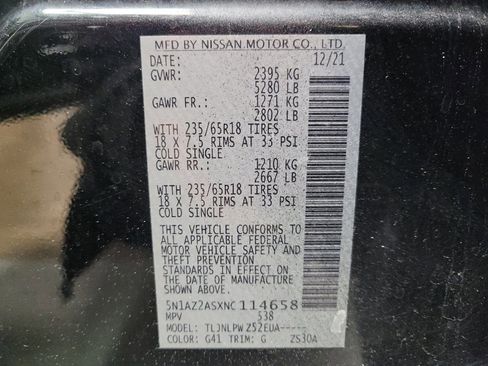 MFD BY NISSAN MOTOR CO., LTD.
DATE: 12/21
GVWR: 2395 KG
5280 LB
GAWR FR.: 1271 KG
2802 LB
WITH 235/65R18 TIRES
18 X 7.5 RIMS AT 33 PSI
COLD SINGLE
GAWR RR.: 1210 KG
2667 LB
WITH 235/65R18 TIRES
18 X 7.5 RIMS AT 33 PSI
COLD SINGLE
THIS VEHICLE CONFORMS TO
ALL APPLICABLE FEDERAL
MOTOR VEHICLE SAFETY AND
AND THEFT PREVENTION
STANDARDS IN EFFECT ON
THE DATE OF MANUFACTURE
SHOWN ABOVE.
5N1AZ2ASXNC114658
MPV 538
MODEL: TLJNLPW Z52EUA-----
COLOR: G41 TRIM: G ZS30A